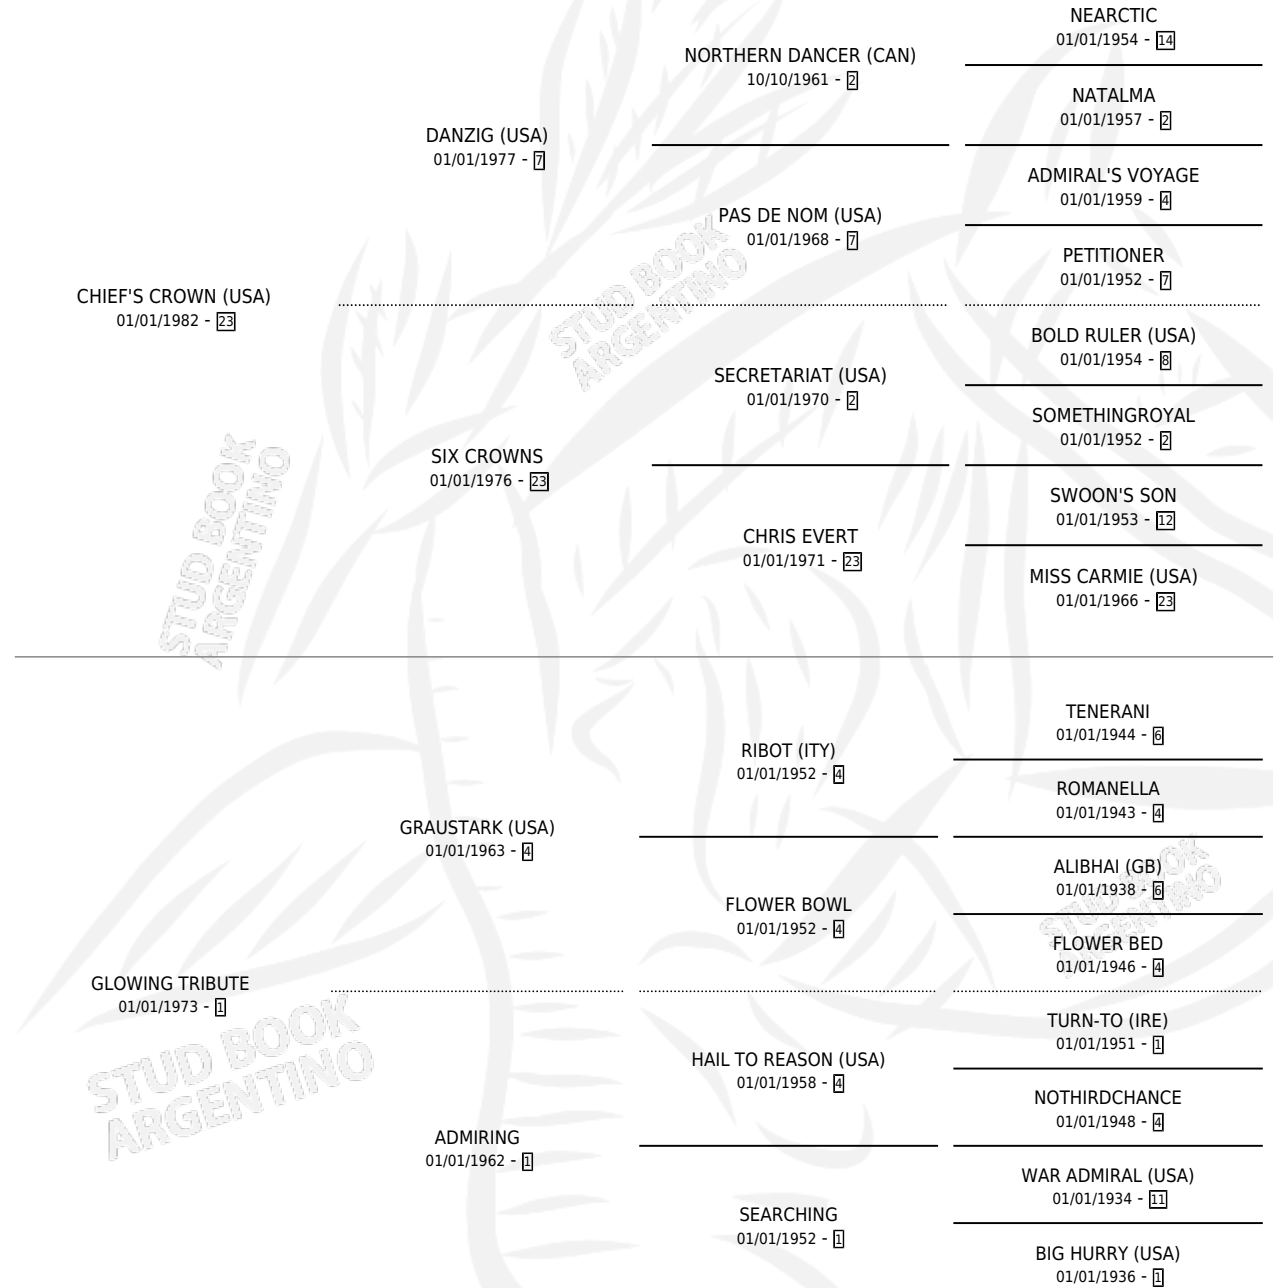 NEARCTIC
01/01/1954 - 14
NORTHERN DANCER (CAN)
10/10/1961 - 2
NATALMA
01/01/1957 - 2
DANZIG (USA)
01/01/1977 - 7
ADMIRAL'S VOYAGE
01/01/1959 - 4
PAS DE NOM (USA)
01/01/1968 - 7
PETITIONER
01/01/1952 - 7
CHIEF'S CROWN (USA)
01/01/1982 - 23
STUD BOOK
ARGENTINO
BOLD RULER (USA)
01/01/1954 - 8
SECRETARIAT (USA)
01/01/1970 - 2
SOMETHINGROYAL
01/01/1952 - 2
SIX CROWNS
01/01/1976 - 23
SWOON'S SON
01/01/1953 - 12
CHRIS EVERT
01/01/1971 - 23
MISS CARMIE (USA)
01/01/1966 - 23
STUD BOOK
ARGENTINO
TENERANI
01/01/1944 - 6
RIBOT (ITY)
01/01/1952 - 4
ROMANELLA
01/01/1943 - 4
GRAUSTARK (USA)
01/01/1963 - 4
ALIBHAI (GB)
01/01/1938 - 6
FLOWER BOWL
01/01/1952 - 4
STUD BOOK
ARGENTINO
FLOWER BED
01/01/1946 - 4
GLOWING TRIBUTE
01/01/1973 - 1
TURN-TO (IRE)
01/01/1951 - 1
HAIL TO REASON (USA)
01/01/1958 - 4
NOTHIRDCHANCE
01/01/1948 - 4
STUD BOOK
ARGENTINO
ADMIRING
01/01/1962 - 1
WAR ADMIRAL (USA)
01/01/1934 - 11
SEARCHING
01/01/1952 - 1
BIG HURRY (USA)
01/01/1936 - 1